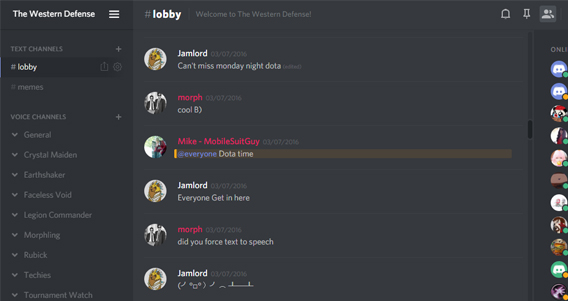 The Western Defense
#lobby Welcome to The Western Defense!
TEXT CHANNELS
# lobby
# memes
VOICE CHANNELS
General
Crystal Maiden
Earthshaker
Faceless Void
Legion Commander
Morphling
Rubick
Techies
Tournament Watch
Jamlord 03/07/2016
Can't miss monday night dota (edited)
morph 03/07/2016
cool B)
Mike - MobileSuitGuy 03/07/2016
@everyone Dota time
Jamlord 03/07/2016
Everyone Get in here
morph 03/07/2016
did you force text to speech
Jamlord 03/07/2016
(╯°□°）╯︵ ┻━┻
ONLI